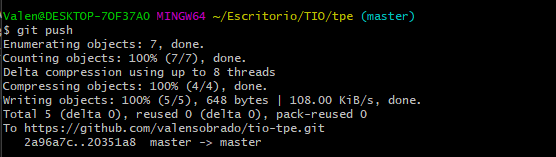 Valen@DESKTOP-7OF37A0 MINGW64 ~/Escritorio/TIO/tpe (master)
$ git push
Enumerating objects: 7, done.
Counting objects: 100% (7/7), done.
Delta compression using up to 8 threads
Compressing objects: 100% (4/4), done.
Writing objects: 100% (5/5), 648 bytes | 108.00 KiB/s, done.
Total 5 (delta 0), reused 0 (delta 0), pack-reused 0
To https://github.com/valensobrado/tio-tpe.git
   2a96a7c..20351a8  master -> master